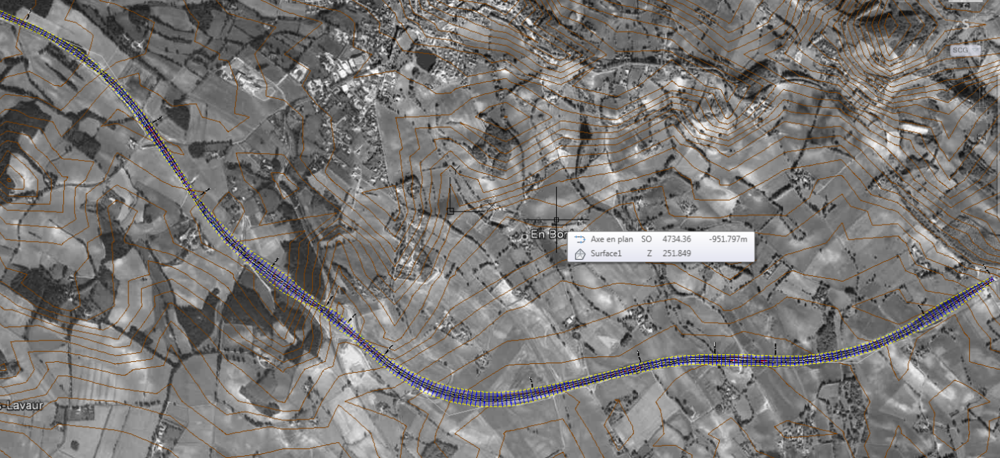 SCG
En Bor
Axe en plan SO 4734.36 -951.797m
Surface1 Z 251.849
-Lavaur